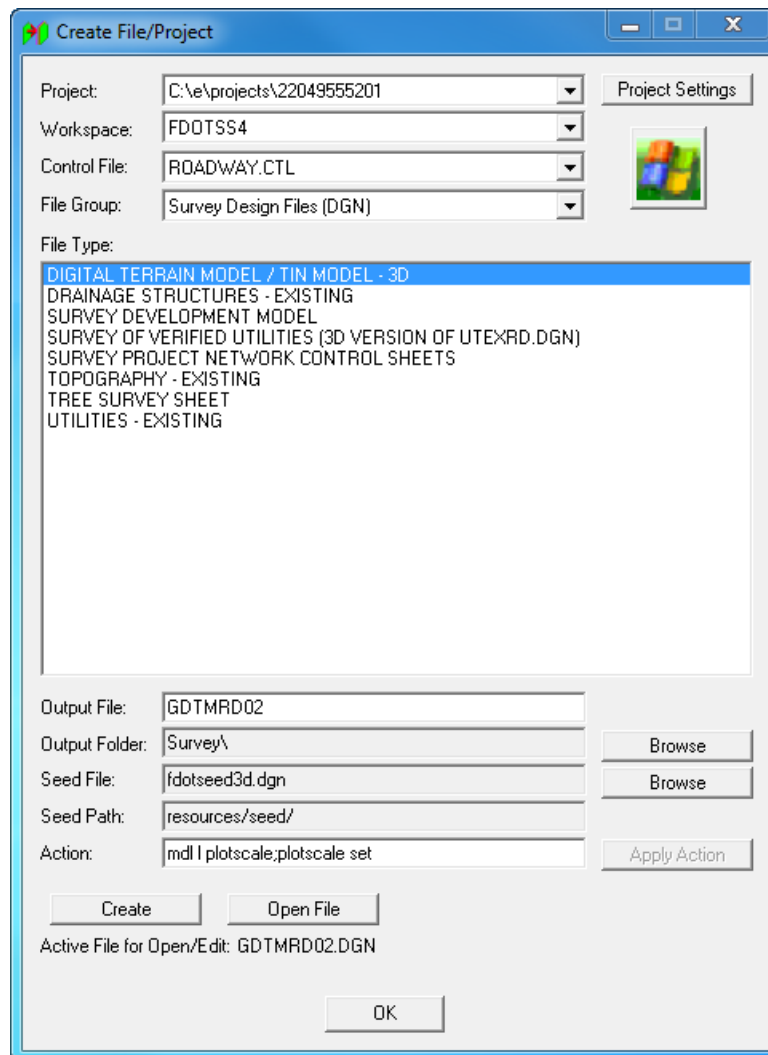 Create File/Project
Project: C:\e\projects\22049555201 Project Settings
Workspace: FDOTSS4
Control File: ROADWAY.CTL
File Group: Survey Design Files (DGN)
File Type:
DIGITAL TERRAIN MODEL / TIN MODEL - 3D
DRAINAGE STRUCTURES - EXISTING
SURVEY DEVELOPMENT MODEL
SURVEY OF VERIFIED UTILITIES (3D VERSION OF UTEXRD.DGN)
SURVEY PROJECT NETWORK CONTROL SHEETS
TOPOGRAPHY - EXISTING
TREE SURVEY SHEET
UTILITIES - EXISTING
Output File: GDTMRD02
Output Folder: Survey\ Browse
Seed File: fdotseed3d.dgn Browse
Seed Path: resources/seed/
Action: mdl l plotscale;plotscale set Apply Action
Create Open File
Active File for Open/Edit: GDTMRD02.DGN
OK